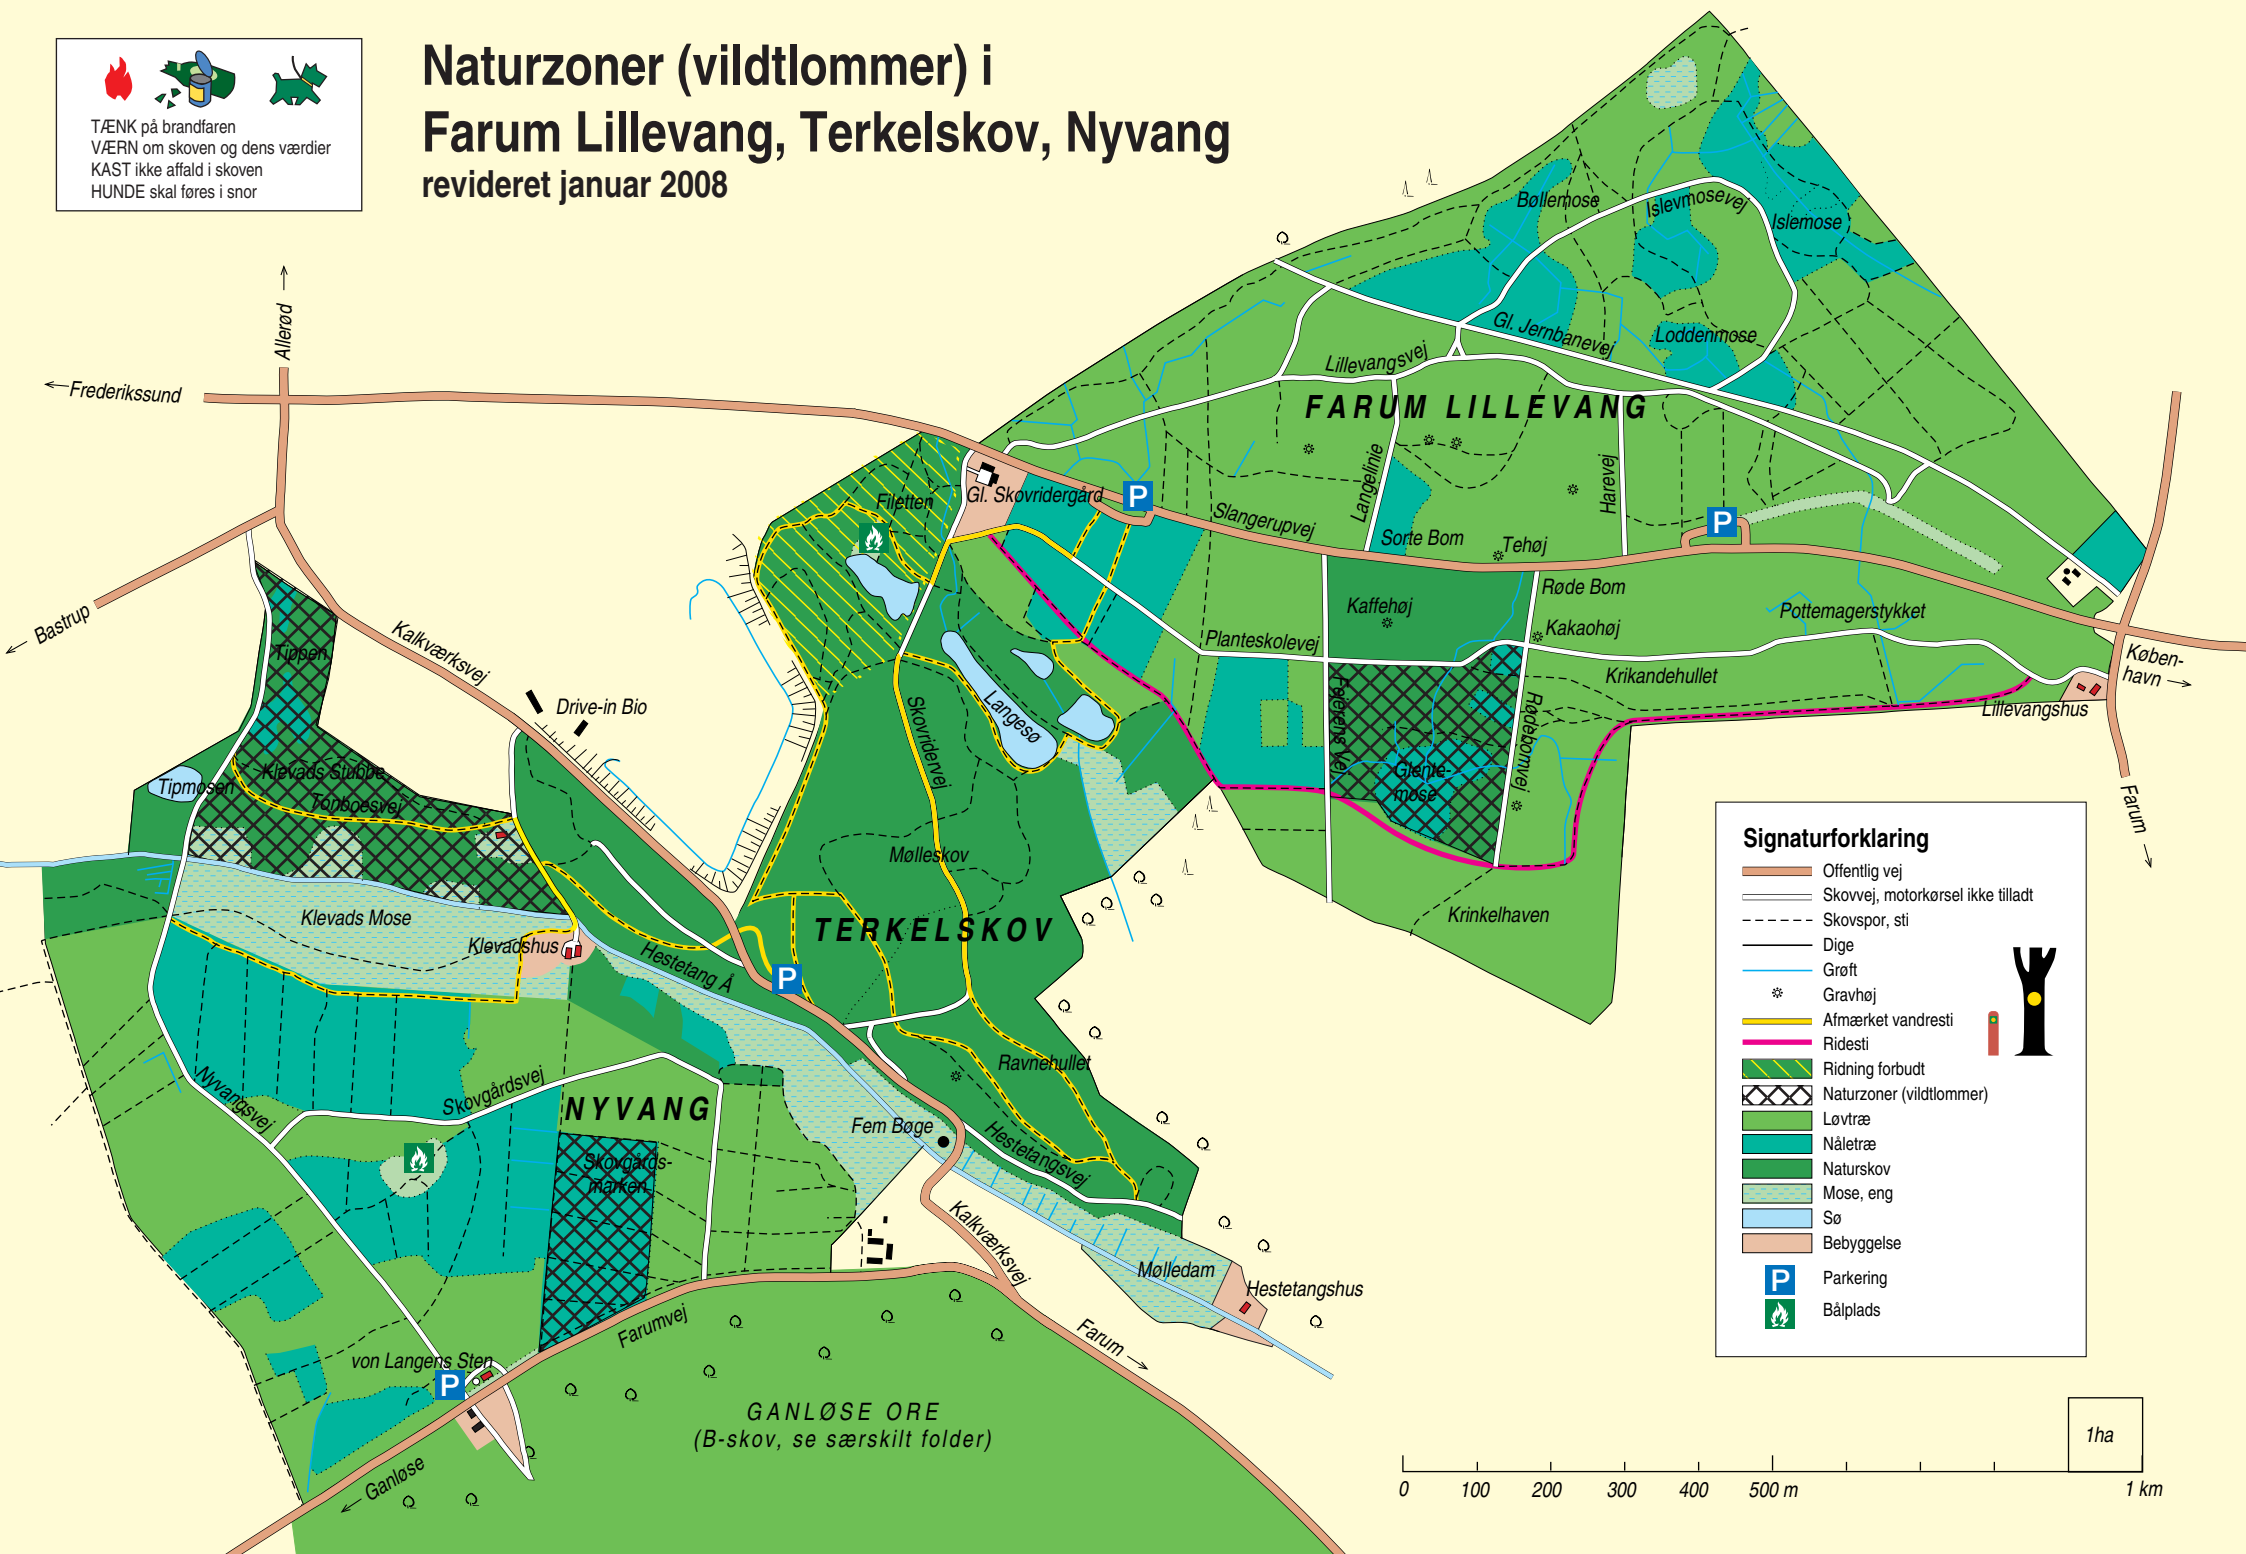 TÆNK på brandfaren
VÆRN om skoven og dens værdier
KAST ikke affald i skoven
HUNDE skal føres i snor
Naturzoner (vildtlommer) i
Farum Lillevang, Terkelskov, Nyvang
revideret januar 2008
Allerød
Frederikssund
Bastrup
Kalkværksvej
Drive-in Bio
Tippen
Klevads Stubbe
Tonboesvej
Tipmosen
Klevads Mose
Klevadshus
Hestetang Å
Nyvangsvej
Skovgårdsvej
NYVANG
Skovgårds-
marken
von Langens Sten
P
Farumvej
Ganløse
GANLØSE ORE
(B-skov, se særskilt folder)
Filetten
Gl. Skovridergård
P
Langesø
Skovridervej
Mølleskov
TERKELSKOV
P
Ravnehullet
Fem Bøge
Hestetangsvej
Kalkværksvej
Mølledam
Hestetangshus
Farum
Bøllemose
Islevmosevej
Islemose
Gl. Jernbanevej
Loddenmose
Lillevangsvej
FARUM LILLEVANG
Langelinie
Harevej
Slangerupvej
Sorte Bom
Tehøj
P
Røde Bom
Kaffehøj
Kakaohøj
Pottemagerstykket
Planteskolevej
Krikandehullet
Fogedens Vej
Rødebomvej
Glente-
mose
Krinkelhaven
Lillevangshus
Køben-
havn
Farum
Signaturforklaring
Offentlig vej
Skovvej, motorkørsel ikke tilladt
Skovspor, sti
Dige
Grøft
Gravhøj
Afmærket vandresti
Ridesti
Ridning forbudt
Naturzoner (vildtlommer)
Løvtræ
Nåletræ
Naturskov
Mose, eng
Sø
Bebyggelse
P Parkering
Bålplads
1ha
0 100 200 300 400 500 m 1 km